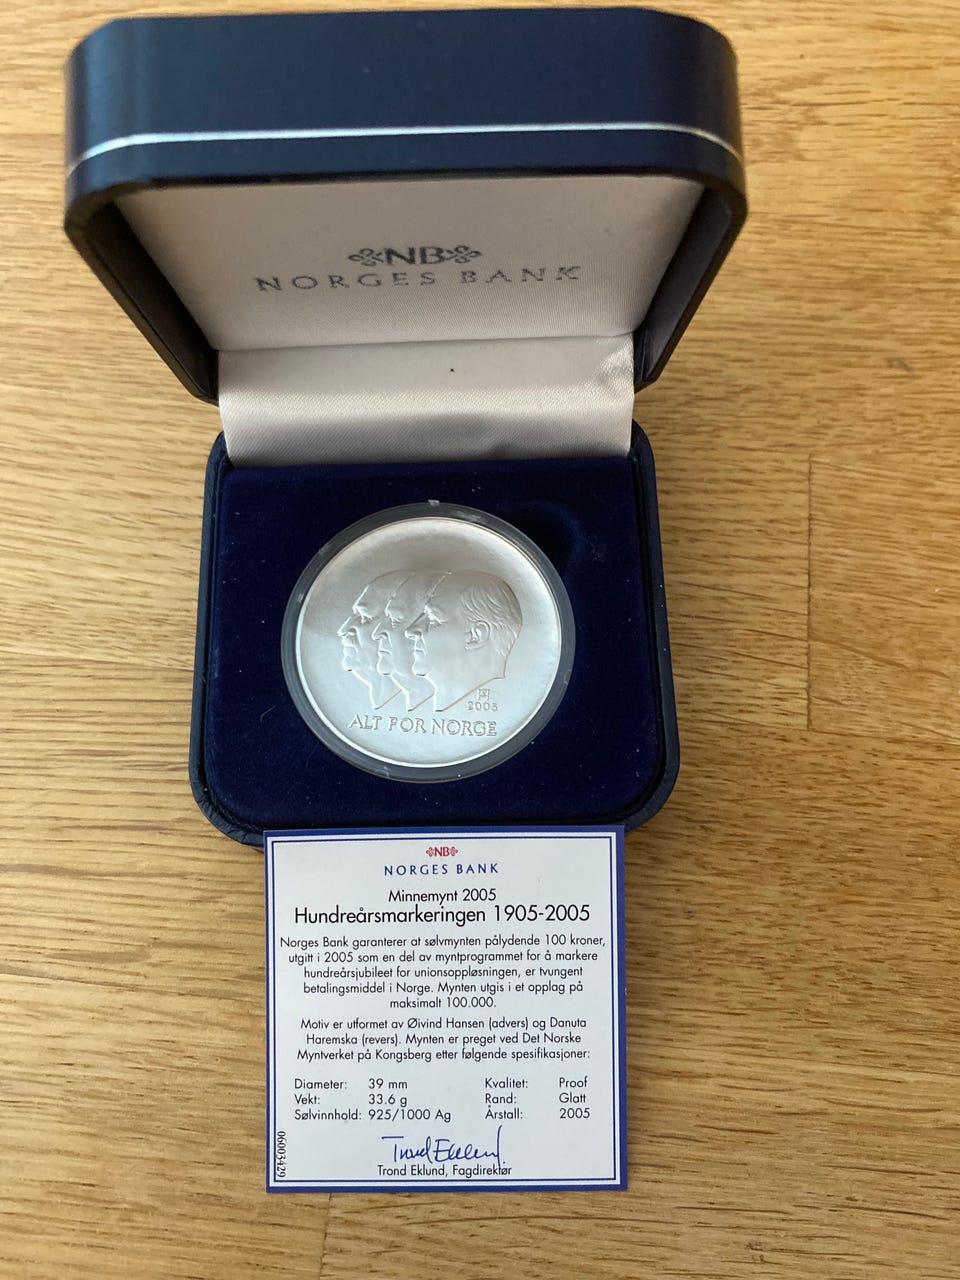 NB
NORGES BANK
2005
ALT FOR NORGE
NB
NORGES BANK
Minnemynt 2005
Hundreårsmarkeringen 1905-2005
Norges Bank garanterer at sølvmynten pålydende 100 kroner,
utgitt i 2005 som en del av myntprogrammet for å markere
hundreårsjubileet for unionsoppløsningen, er tvungent
betalingsmiddel i Norge. Mynten utgis i et opplag på
maksimalt 100.000.
Motiv er utformet av Øivind Hansen (advers) og Danuta
Haremska (revers). Mynten er preget ved Det Norske
Myntverket på Kongsberg etter følgende spesifikasjoner:
Diameter: 39 mm Kvalitet: Proof
Vekt: 33.6 g Rand: Glatt
Sølvinnhold: 925/1000 Ag Årstall: 2005
Trond Eklund
Trond Eklund, Fagdirektør
06003429